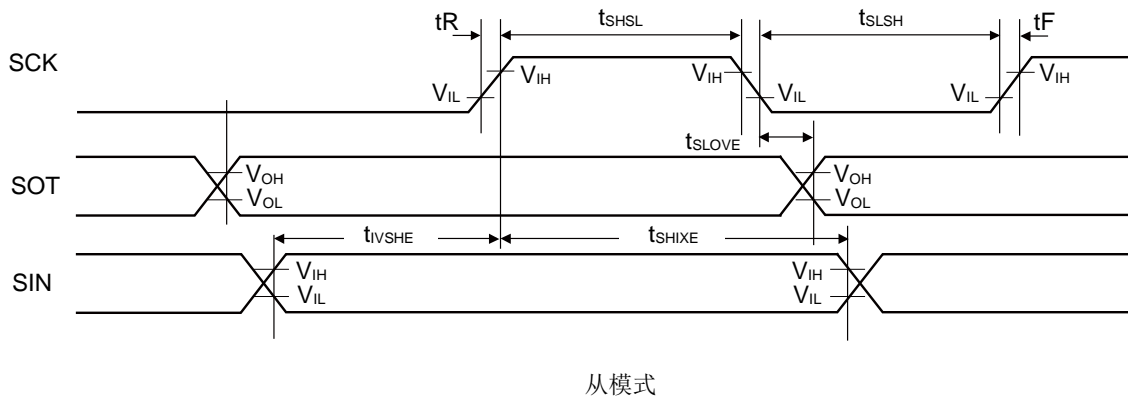 tR tSHSL tSLSH tF
SCK
VIH VIH VIH
VIL VIL VIL
tSLOVE
SOT
VOH VOH
VOL VOL
tIVSHE tSHIXE
SIN
VIH VIH
VIL VIL
从模式